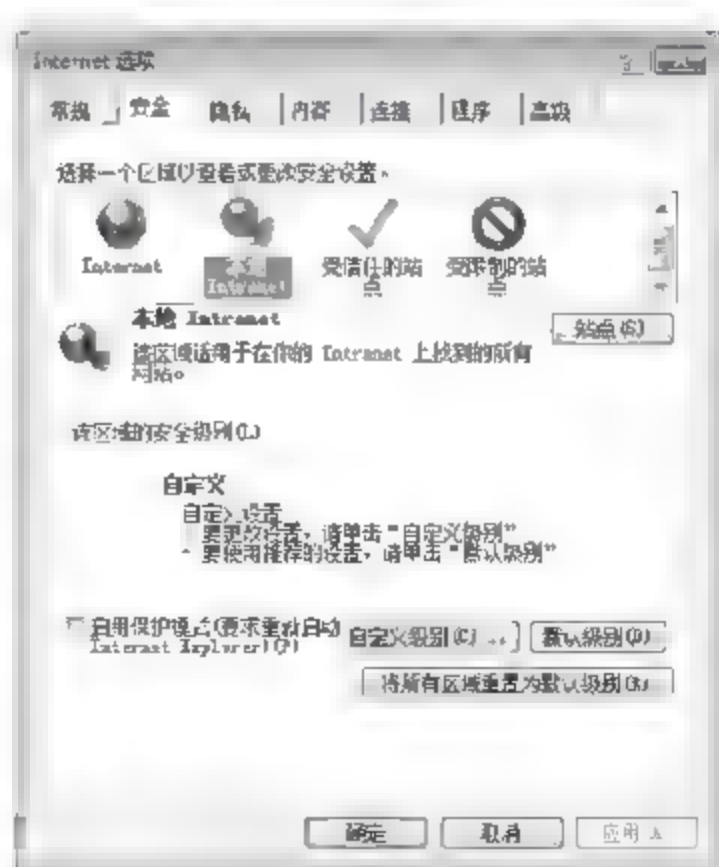 Internet 选项
常规 安全 隐私 内容 连接 程序 高级
选择一个区域以查看或更改安全设置。
Internet 本地 Intranet 受信任的站点 受限制的站点
本地 Intranet
站点(S)
该区域适用于在你的 Intranet 上找到的所有
网站。
该区域的安全级别(L)
自定义
自定义设置
要更改设置，请单击“自定义级别”
- 要使用推荐的设置，请单击“默认级别”
启用保护模式(要求重新启动
Internet Explorer)(P)
自定义级别(C)...
默认级别(D)
将所有区域重置为默认级别(R)
确定 取消 应用 A